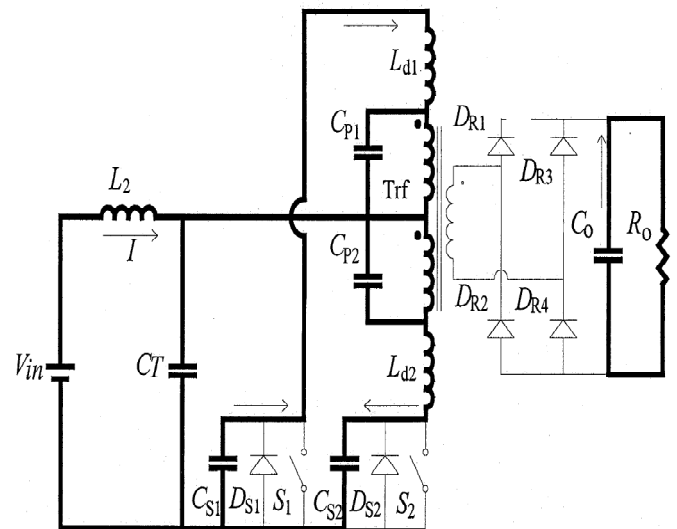 L_d1
C_P1
D_R1
Trf
D_R3
L_2
I
C_P2
C_o
R_o
D_R2
D_R4
Vin
CT
L_d2
C_S1
D_S1
S_1
C_S2
D_S2
S_2